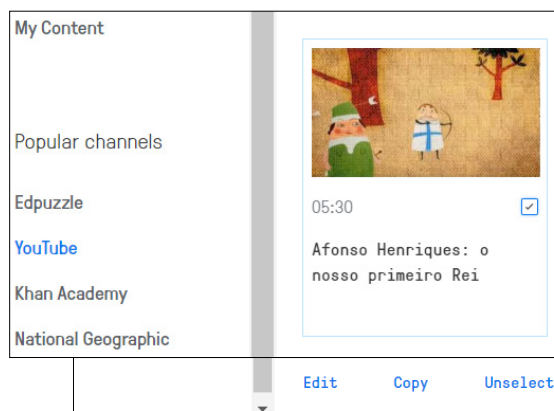 My Content
Popular channels
Edpuzzle
YouTube
Khan Academy
National Geographic
05:30
Afonso Henriques: o
nosso primeiro Rei
Edit Copy Unselect